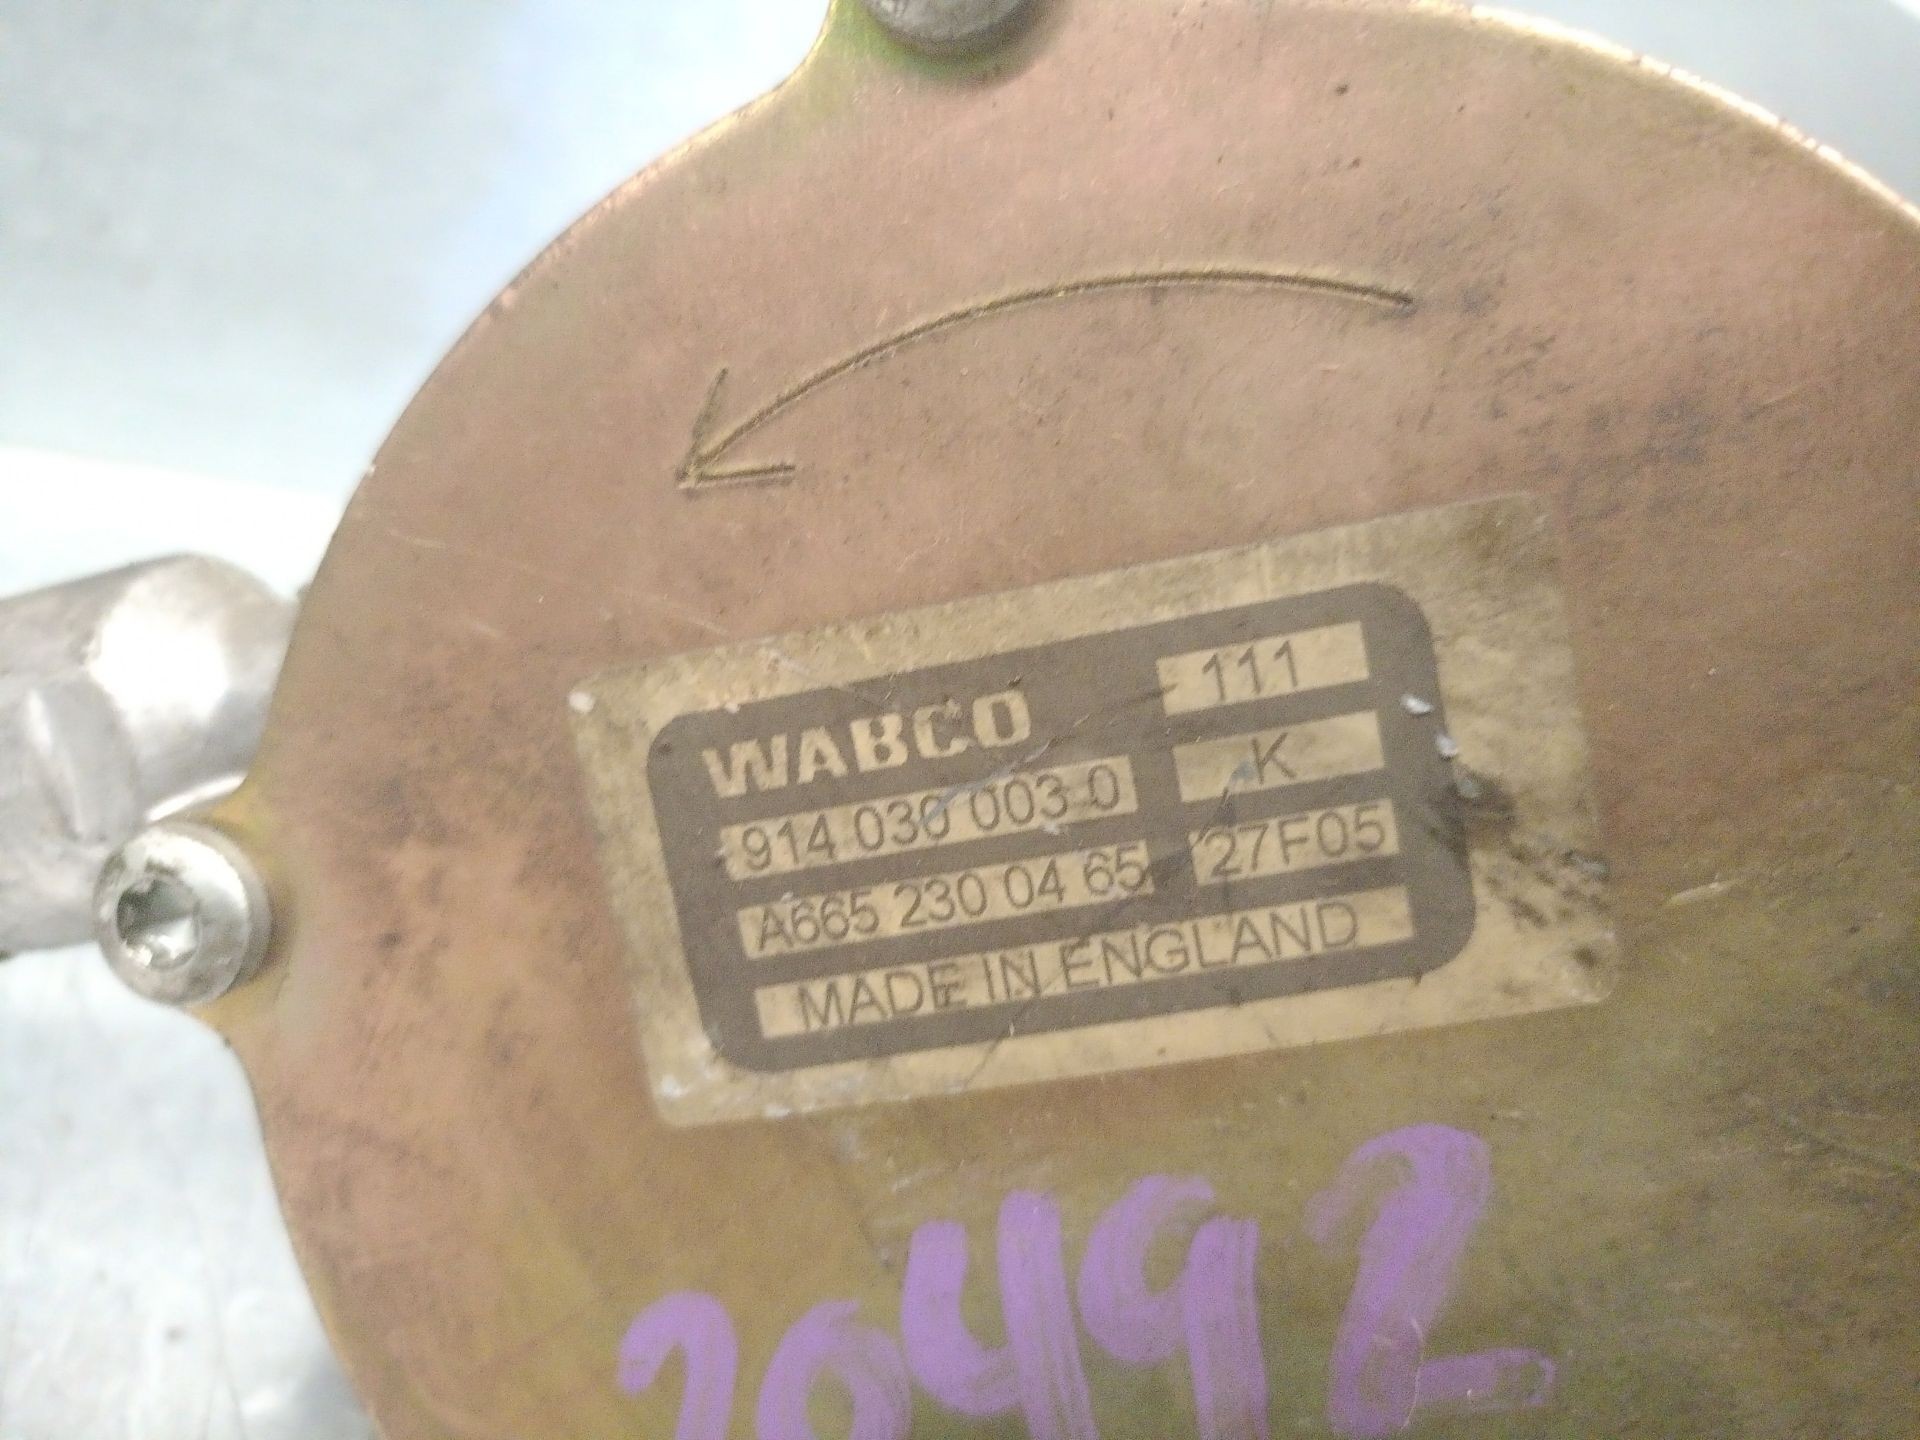 WABCO 111
914 030 003 0 K
A665 230 04 65 27F05
MADE IN ENGLAND
20492